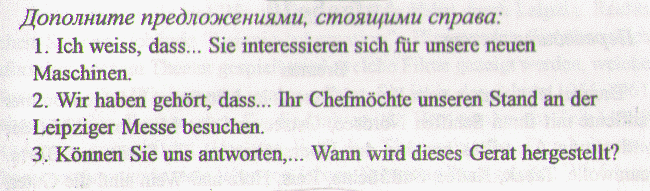 Дополните предложениями, стоящими справа:
1. Ich weiss, dass... Sie interessieren sich für unsere neuen
Maschinen.
2. Wir haben gehört, dass... Ihr Chefmöchte unseren Stand an der
Leipziger Messe besuchen.
3. Können Sie uns antworten,... Wann wird dieses Gerat hergestellt?